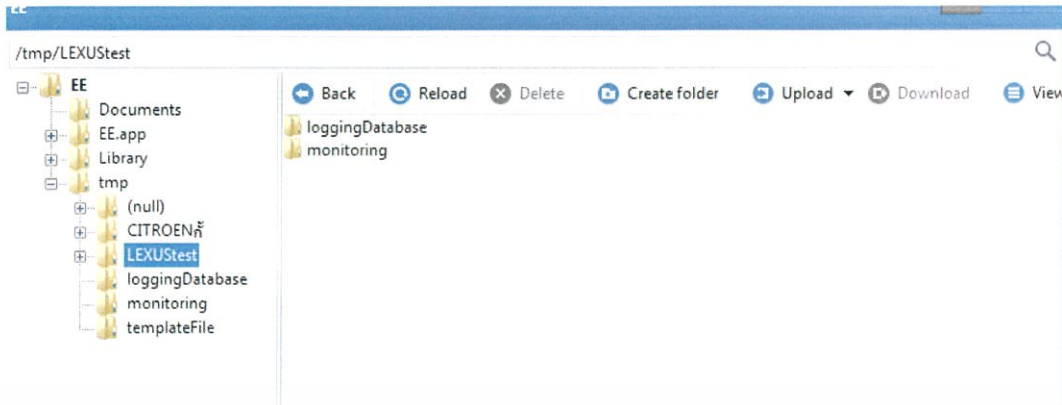 EE
/tmp/LEXUStest
EE
Documents
EE.app
Library
tmp
(null)
CITROENกั้
LEXUStest
loggingDatabase
monitoring
templateFile
Back Reload Delete Create folder Upload Download View
loggingDatabase
monitoring